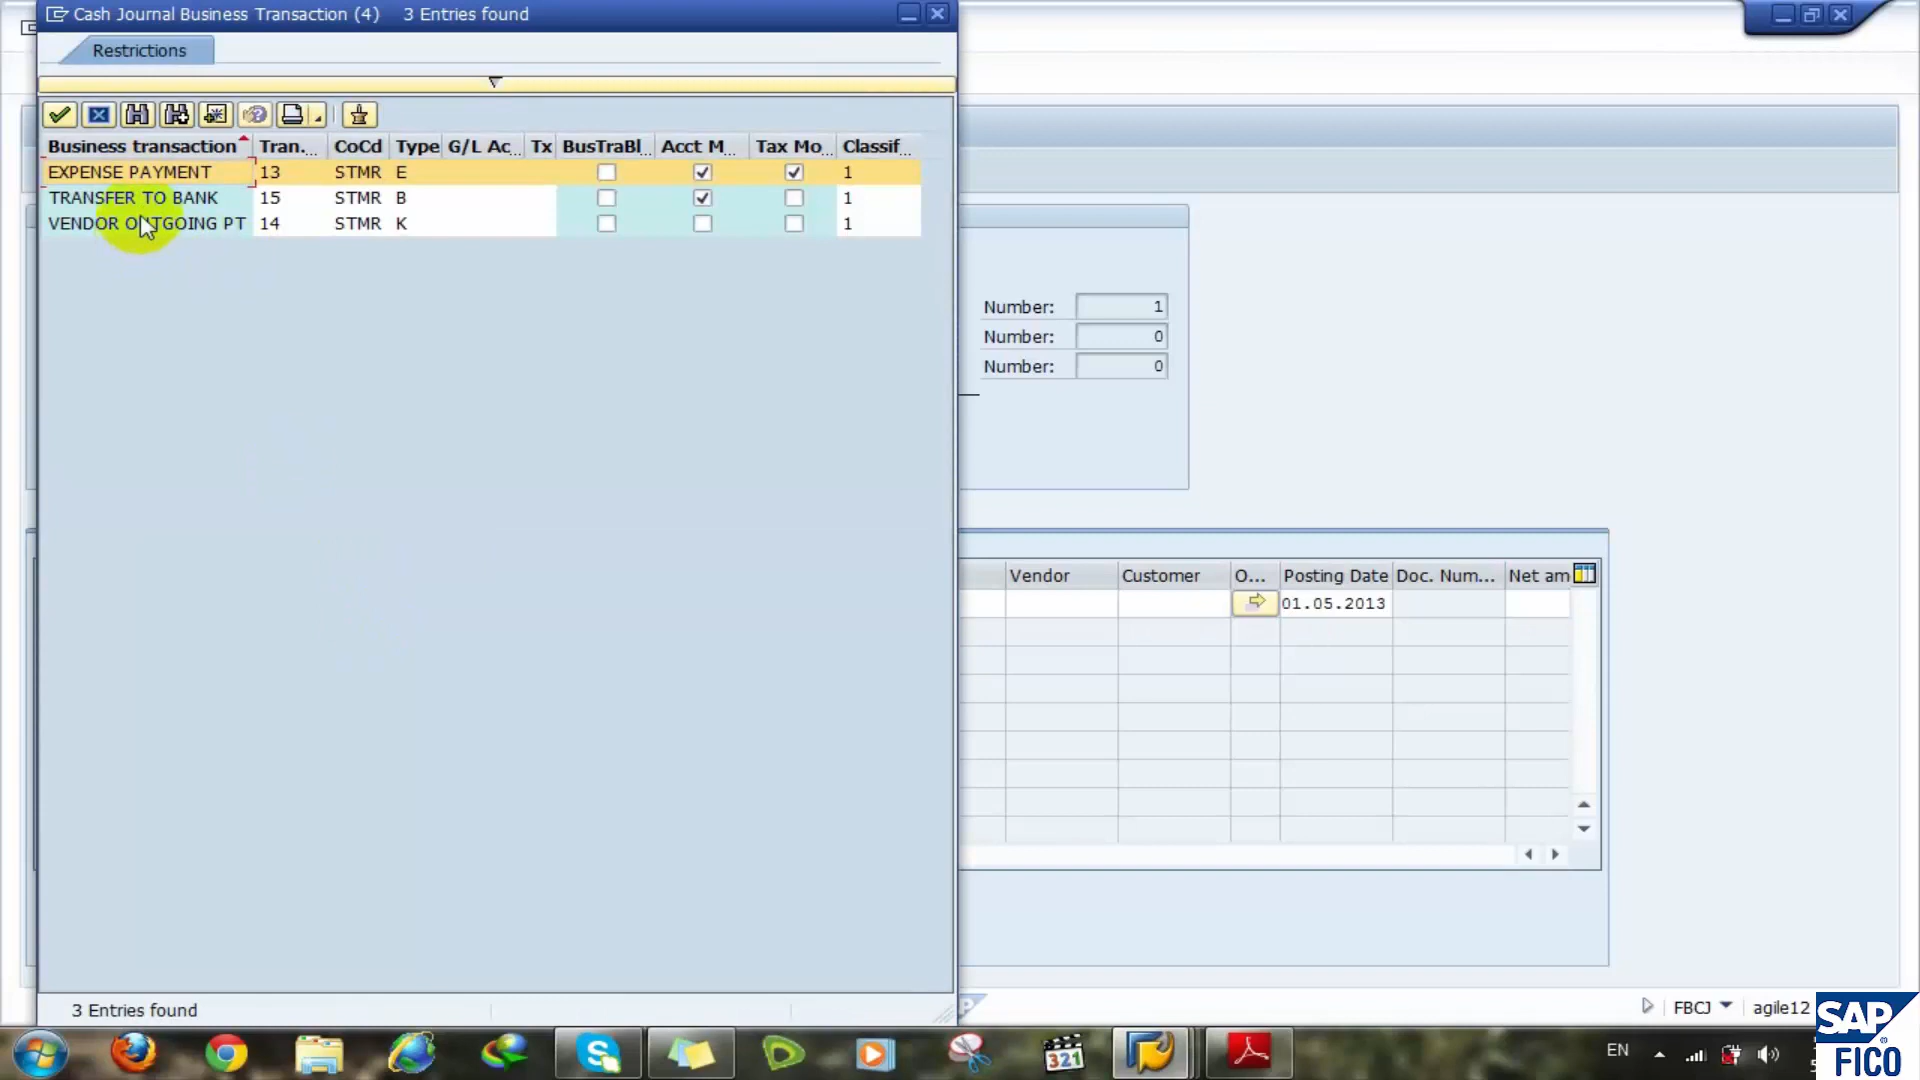 Cash Journal Business Transaction (4) 3 Entries found
Restrictions
Business transaction Tran... CoCd Type G/L Ac... Tx BusTraBl... Acct M... Tax Mo... Classif...
EXPENSE PAYMENT 13 STMR E 1
TRANSFER TO BANK 15 STMR B 1
VENDOR OUTGOING PT 14 STMR K 1
Number: 1
Number: 0
Number: 0
Vendor Customer O... Posting Date Doc. Num... Net am
01.05.2013
3 Entries found
FBCJ agile12
321
EN
SAP
FICO